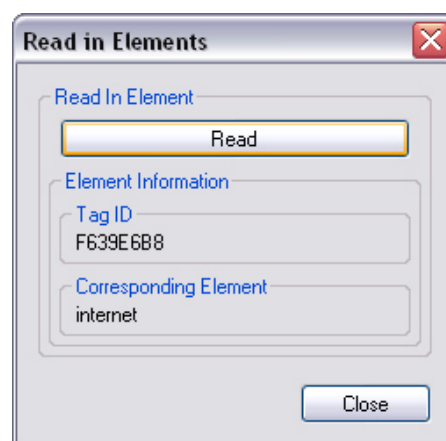 Read in Elements
Read In Element
Read
Element Information
Tag ID
F639E6B8
Corresponding Element
internet
Close